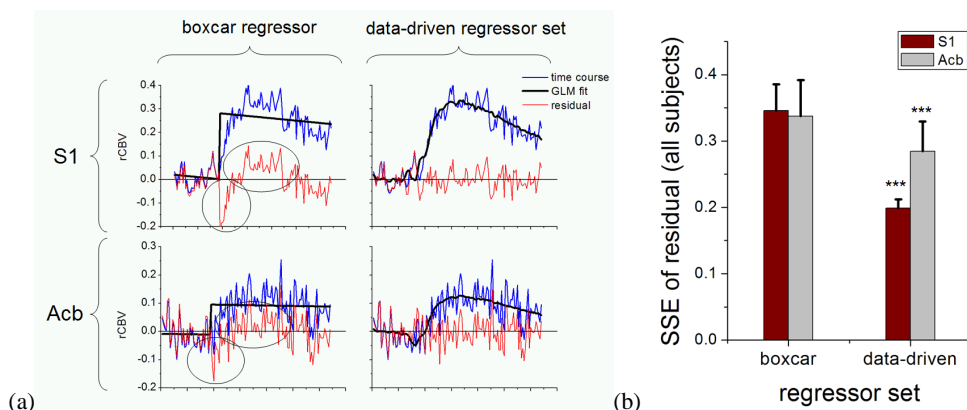 boxcar regressor
data-driven regressor set
S1
rCBV
0.4
0.3
0.2
0.1
0.0
-0.1
-0.2
time course
GLM fit
residual
Acb
rCBV
0.3
0.2
0.1
0.0
-0.1
-0.2
(a)
SSE of residual (all subjects)
0.4
0.3
0.2
0.1
0.0
S1
Acb
***
***
boxcar
data-driven
regressor set
(b)